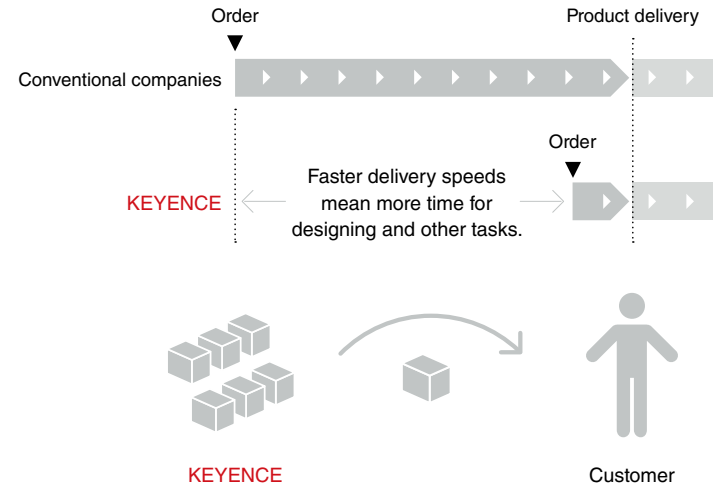 Order
Product delivery
Conventional companies
Order
KEYENCE
Faster delivery speeds
mean more time for
designing and other tasks.
KEYENCE
Customer